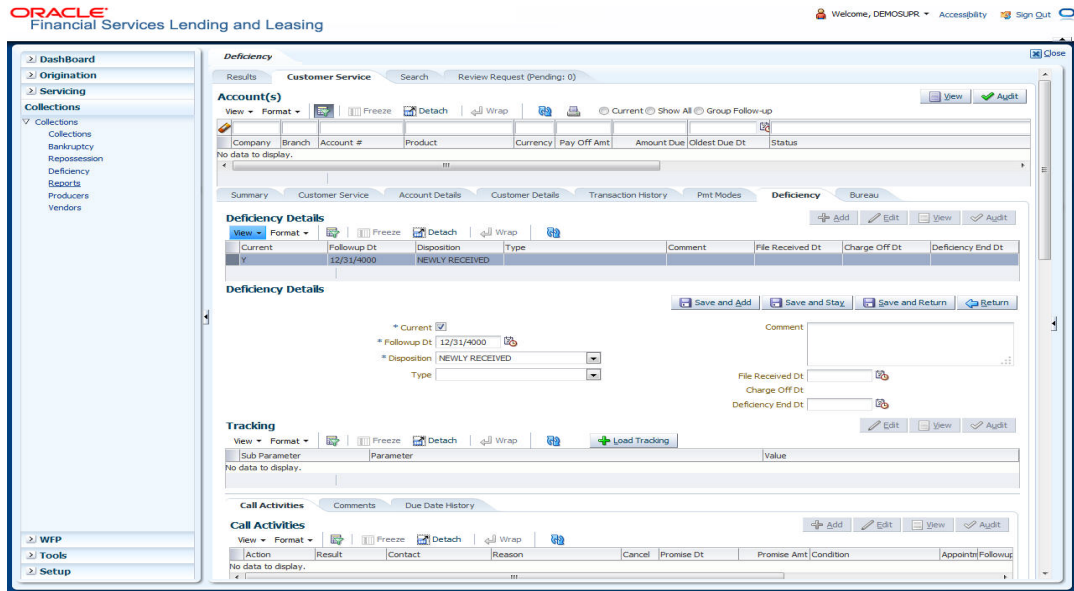 ORACLE
Financial Services Lending and Leasing
Welcome, DEMOSUPR Accessibility Sign Out
DashBoard
Origination
Servicing
Collections
Collections
Collections
Bankruptcy
Repossession
Deficiency
Reports
Producers
Vendors
WFP
Tools
Setup
Deficiency
Close
Results Customer Service Search Review Request (Pending: 0)
Account(s)
View Audit
View Format Freeze Detach Wrap Current Show All Group Follow-up
Company Branch Account # Product Currency Pay Off Amt Amount Due Oldest Due Dt Status
No data to display.
Summary Customer Service Account Details Customer Details Transaction History Pmt Modes Deficiency Bureau
Deficiency Details
Add Edit View Audit
View Format Freeze Detach Wrap
Current Followup Dt Disposition Type Comment File Received Dt Charge Off Dt Deficiency End Dt
Y 12/31/4000 NEWLY RECEIVED
Deficiency Details
Save and Add Save and Stay Save and Return Return
* Current
* Followup Dt 12/31/4000
* Disposition NEWLY RECEIVED
Type
Comment
File Received Dt
Charge Off Dt
Deficiency End Dt
Tracking
Edit View Audit
View Format Freeze Detach Wrap Load Tracking
Sub Parameter Parameter Value
No data to display.
Call Activities Comments Due Date History
Call Activities
Add Edit View Audit
View Format Freeze Detach Wrap
Action Result Contact Reason Cancel Promise Dt Promise Amt Condition Appointm Followup
No data to display.